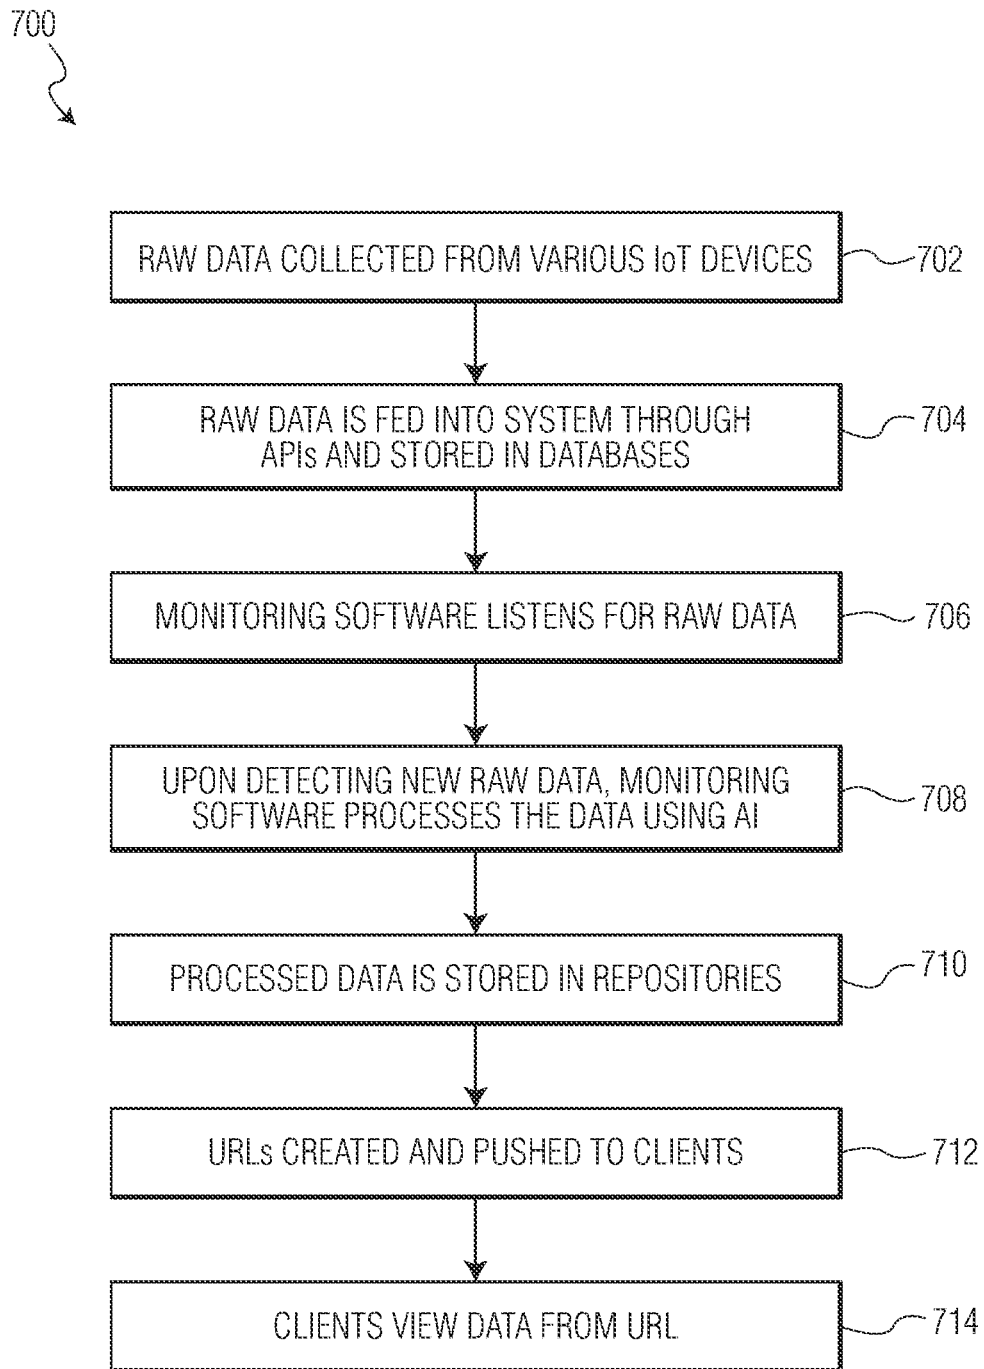 700
RAW DATA COLLECTED FROM VARIOUS IoT DEVICES
702
RAW DATA IS FED INTO SYSTEM THROUGH
APIs AND STORED IN DATABASES
704
MONITORING SOFTWARE LISTENS FOR RAW DATA
706
UPON DETECTING NEW RAW DATA, MONITORING
SOFTWARE PROCESSES THE DATA USING AI
708
PROCESSED DATA IS STORED IN REPOSITORIES
710
URLs CREATED AND PUSHED TO CLIENTS
712
CLIENTS VIEW DATA FROM URL
714